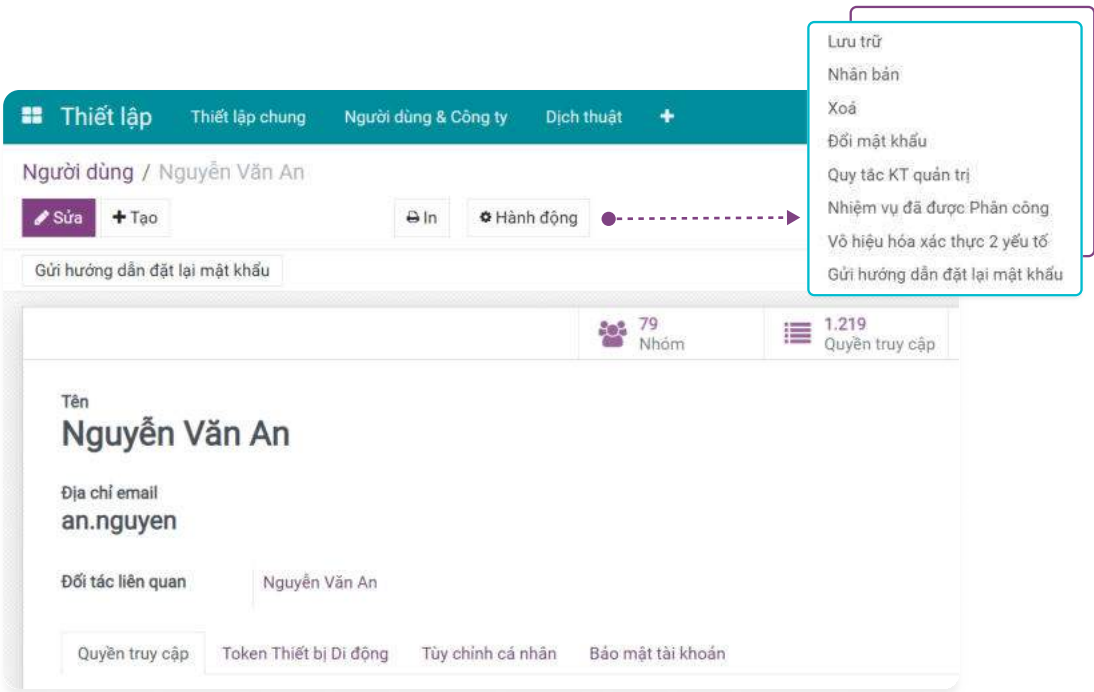 Lưu trữ
Nhân bản
Xoá
Đổi mật khẩu
Quy tắc KT quản trị
Nhiệm vụ đã được Phân công
Vô hiệu hóa xác thực 2 yếu tố
Gửi hướng dẫn đặt lại mật khẩu
Thiết lập Thiết lập chung Người dùng & Công ty Dịch thuật +
Người dùng / Nguyễn Văn An
Sửa + Tạo In Hành động
Gửi hướng dẫn đặt lại mật khẩu
79
Nhóm
1.219
Quyền truy cập
Tên
Nguyễn Văn An
Địa chỉ email
an.nguyen
Đối tác liên quan Nguyễn Văn An
Quyền truy cập Token Thiết bị Di động Tùy chỉnh cá nhân Bảo mật tài khoản